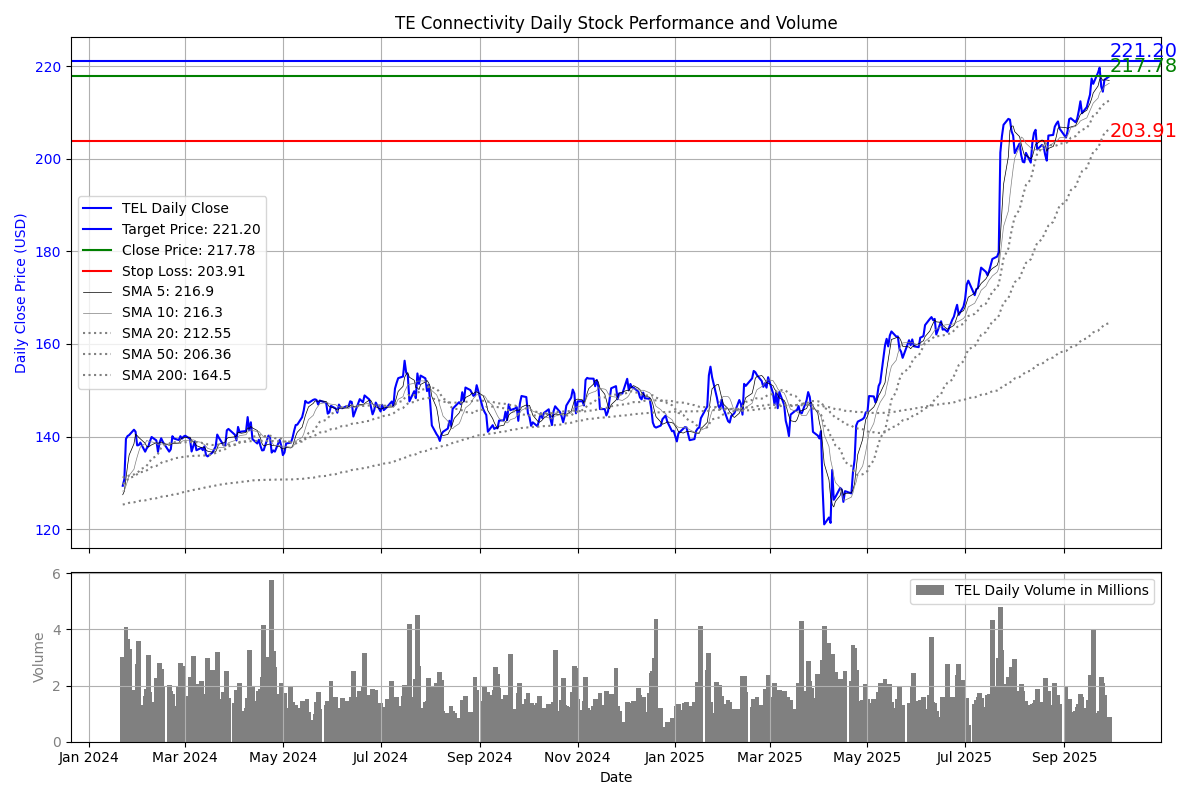 TE Connectivity Daily Stock Performance and Volume
221.20
217.78
203.91
220
200
180
160
140
120
Daily Close Price (USD)
TEL Daily Close
Target Price: 221.20
Close Price: 217.78
Stop Loss: 203.91
SMA 5: 216.9
SMA 10: 216.3
SMA 20: 212.55
SMA 50: 206.36
SMA 200: 164.5
6
4
2
0
Volume
TEL Daily Volume in Millions
Jan 2024 Mar 2024 May 2024 Jul 2024 Sep 2024 Nov 2024 Jan 2025 Mar 2025 May 2025 Jul 2025 Sep 2025
Date